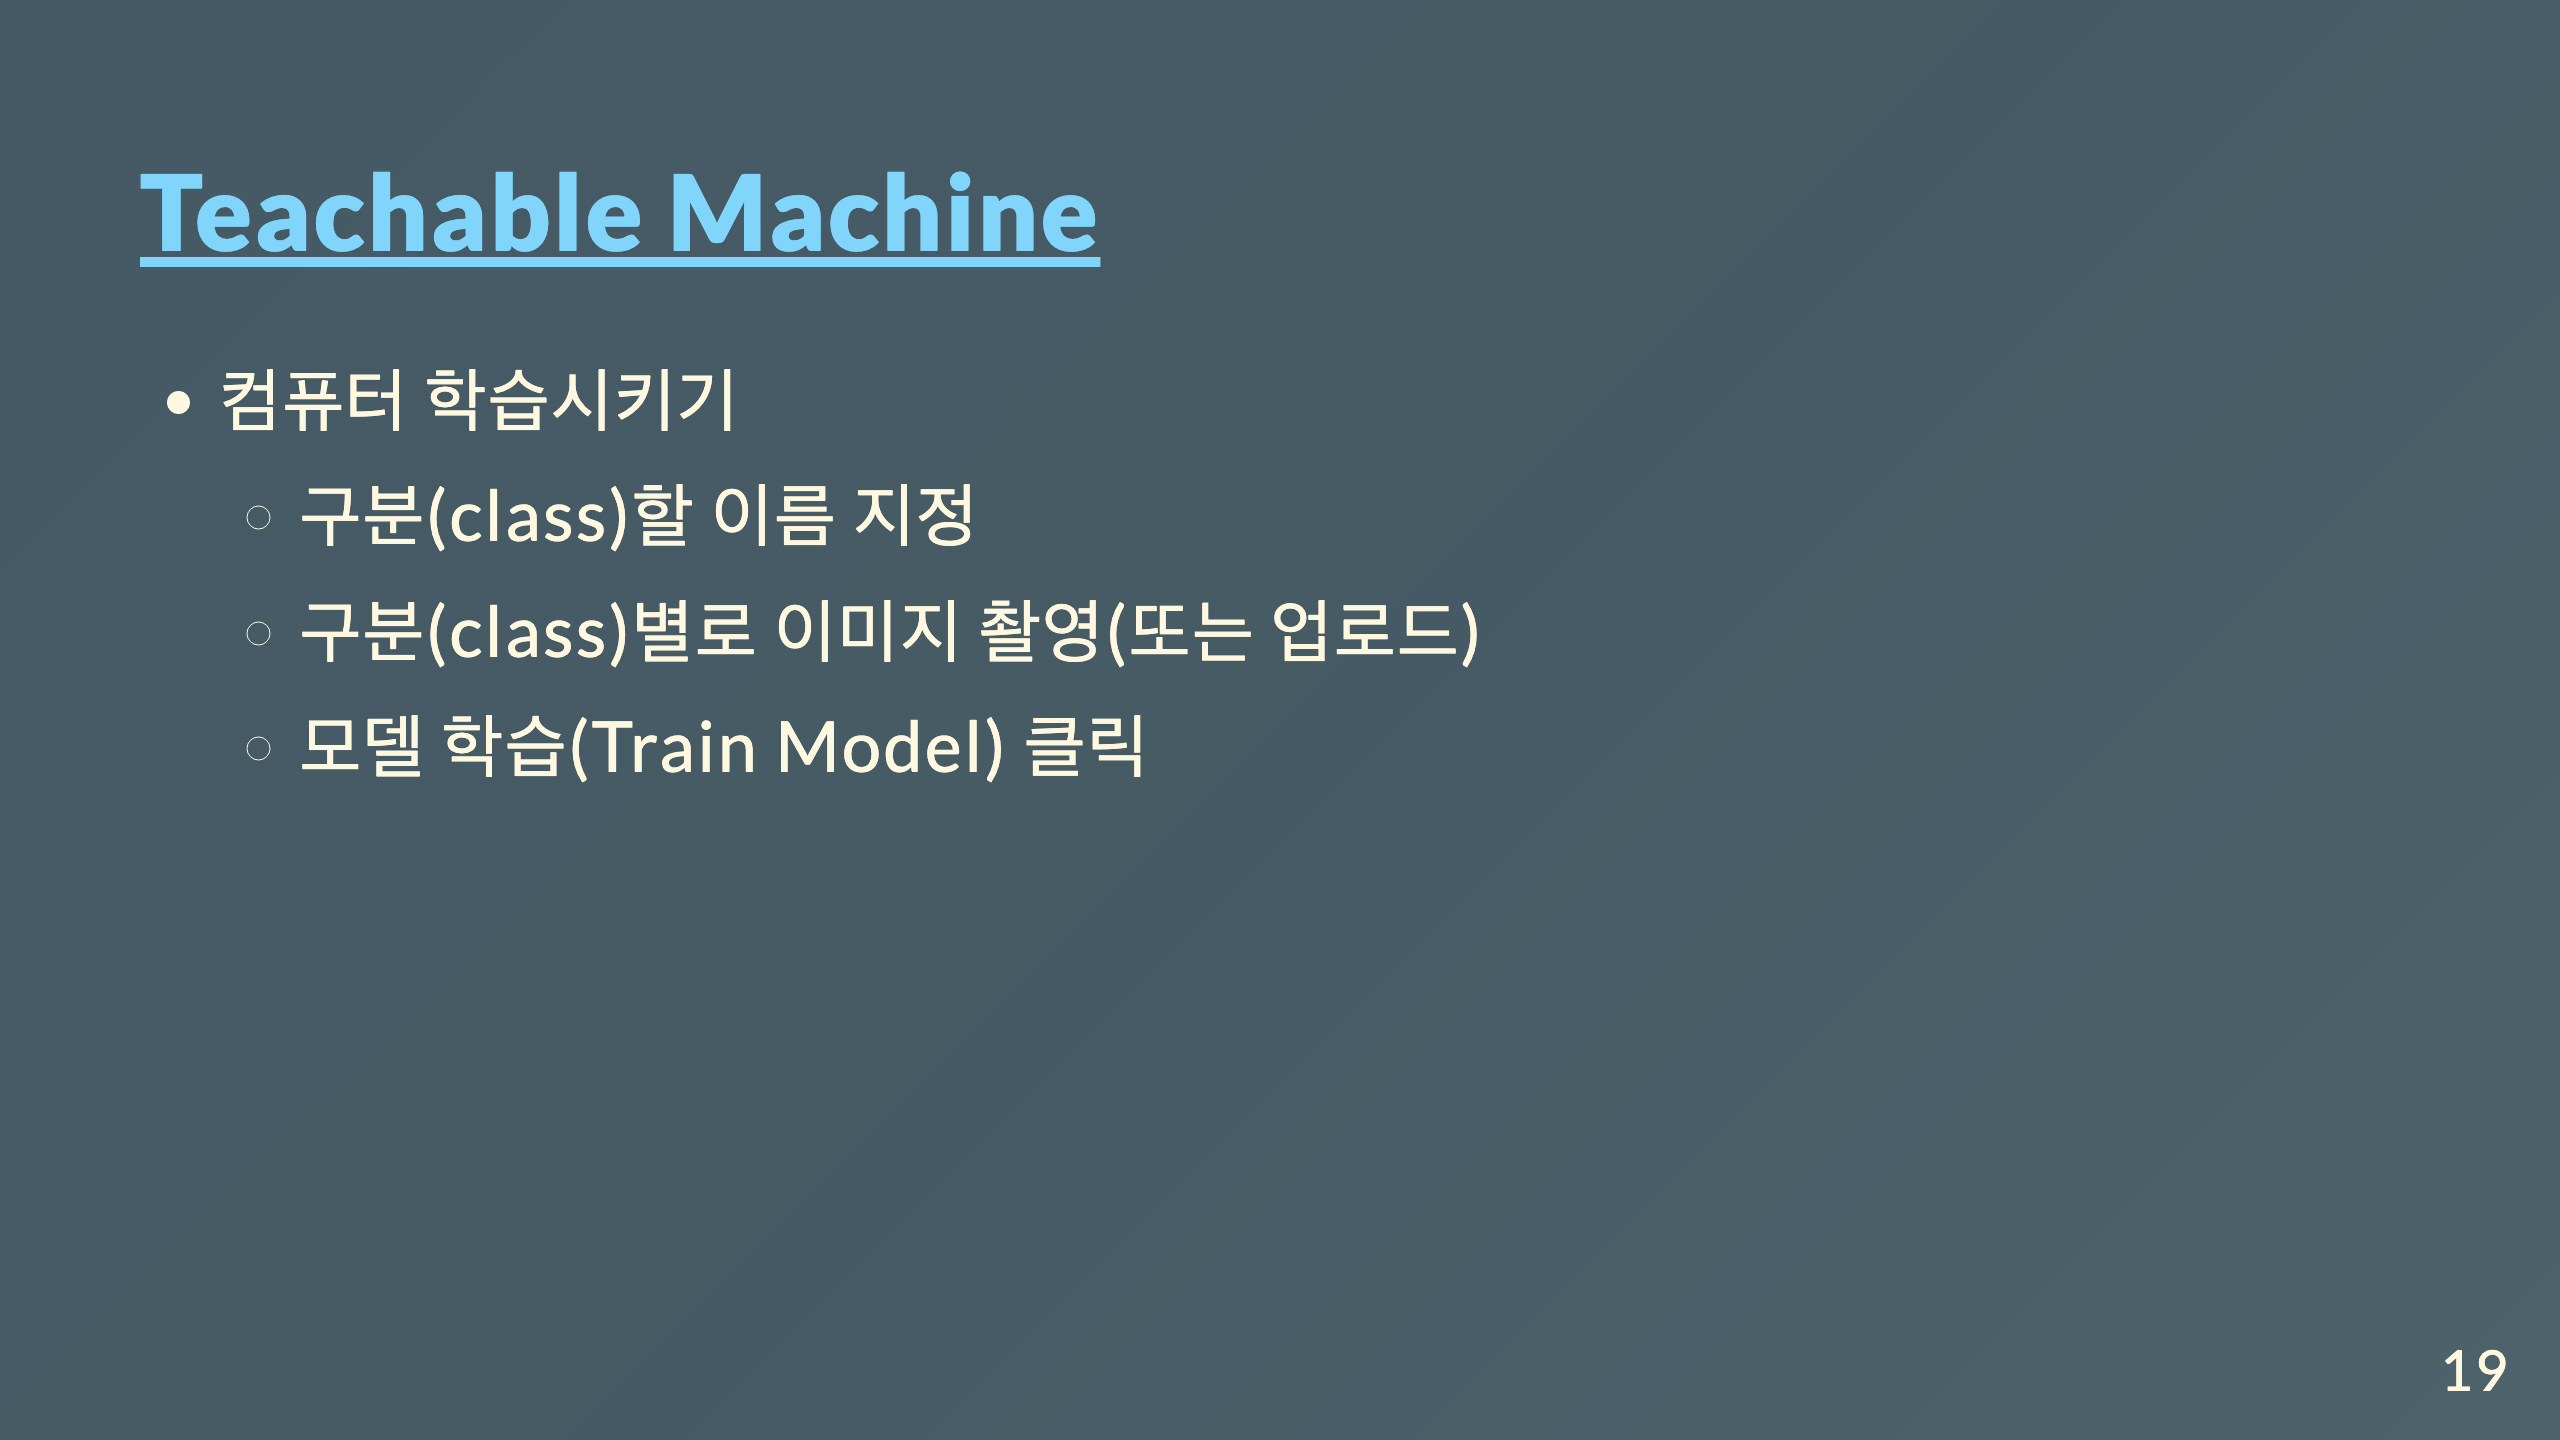 Teachable Machine
• 컴퓨터 학습시키기
○ 구분(class)할 이름 지정
○ 구분(class)별로 이미지 촬영(또는 업로드)
○ 모델 학습(Train Model) 클릭
19